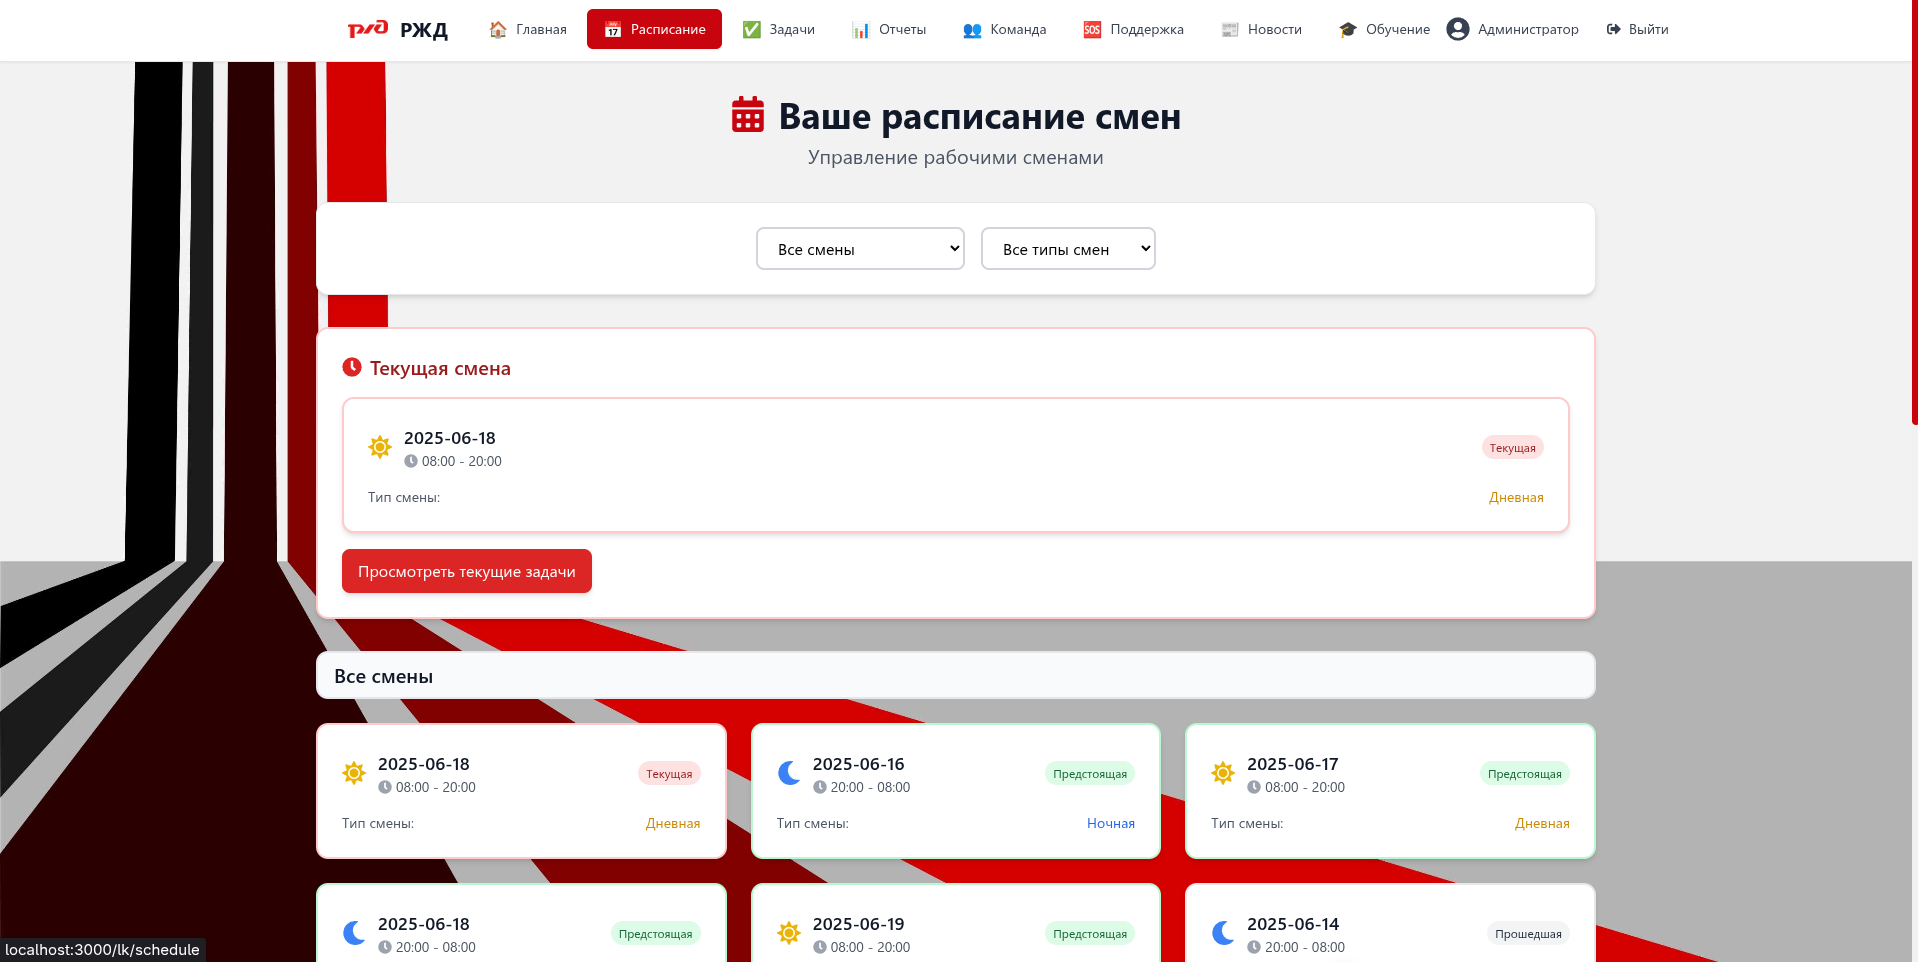 РЖД
Главная
Расписание
Задачи
Отчеты
Команда
Поддержка
Новости
Обучение
Администратор
Выйти
Ваше расписание смен
Управление рабочими сменами
Все смены
Все типы смен
Текущая смена
2025-06-18
08:00 - 20:00
Текущая
Тип смены:
Дневная
Просмотреть текущие задачи
Все смены
2025-06-18
08:00 - 20:00
Текущая
Тип смены:
Дневная
2025-06-16
20:00 - 08:00
Предстоящая
Тип смены:
Ночная
2025-06-17
08:00 - 20:00
Предстоящая
Тип смены:
Дневная
2025-06-18
20:00 - 08:00
Предстоящая
2025-06-19
08:00 - 20:00
Предстоящая
2025-06-14
20:00 - 08:00
Прошедшая
localhost:3000/lk/schedule